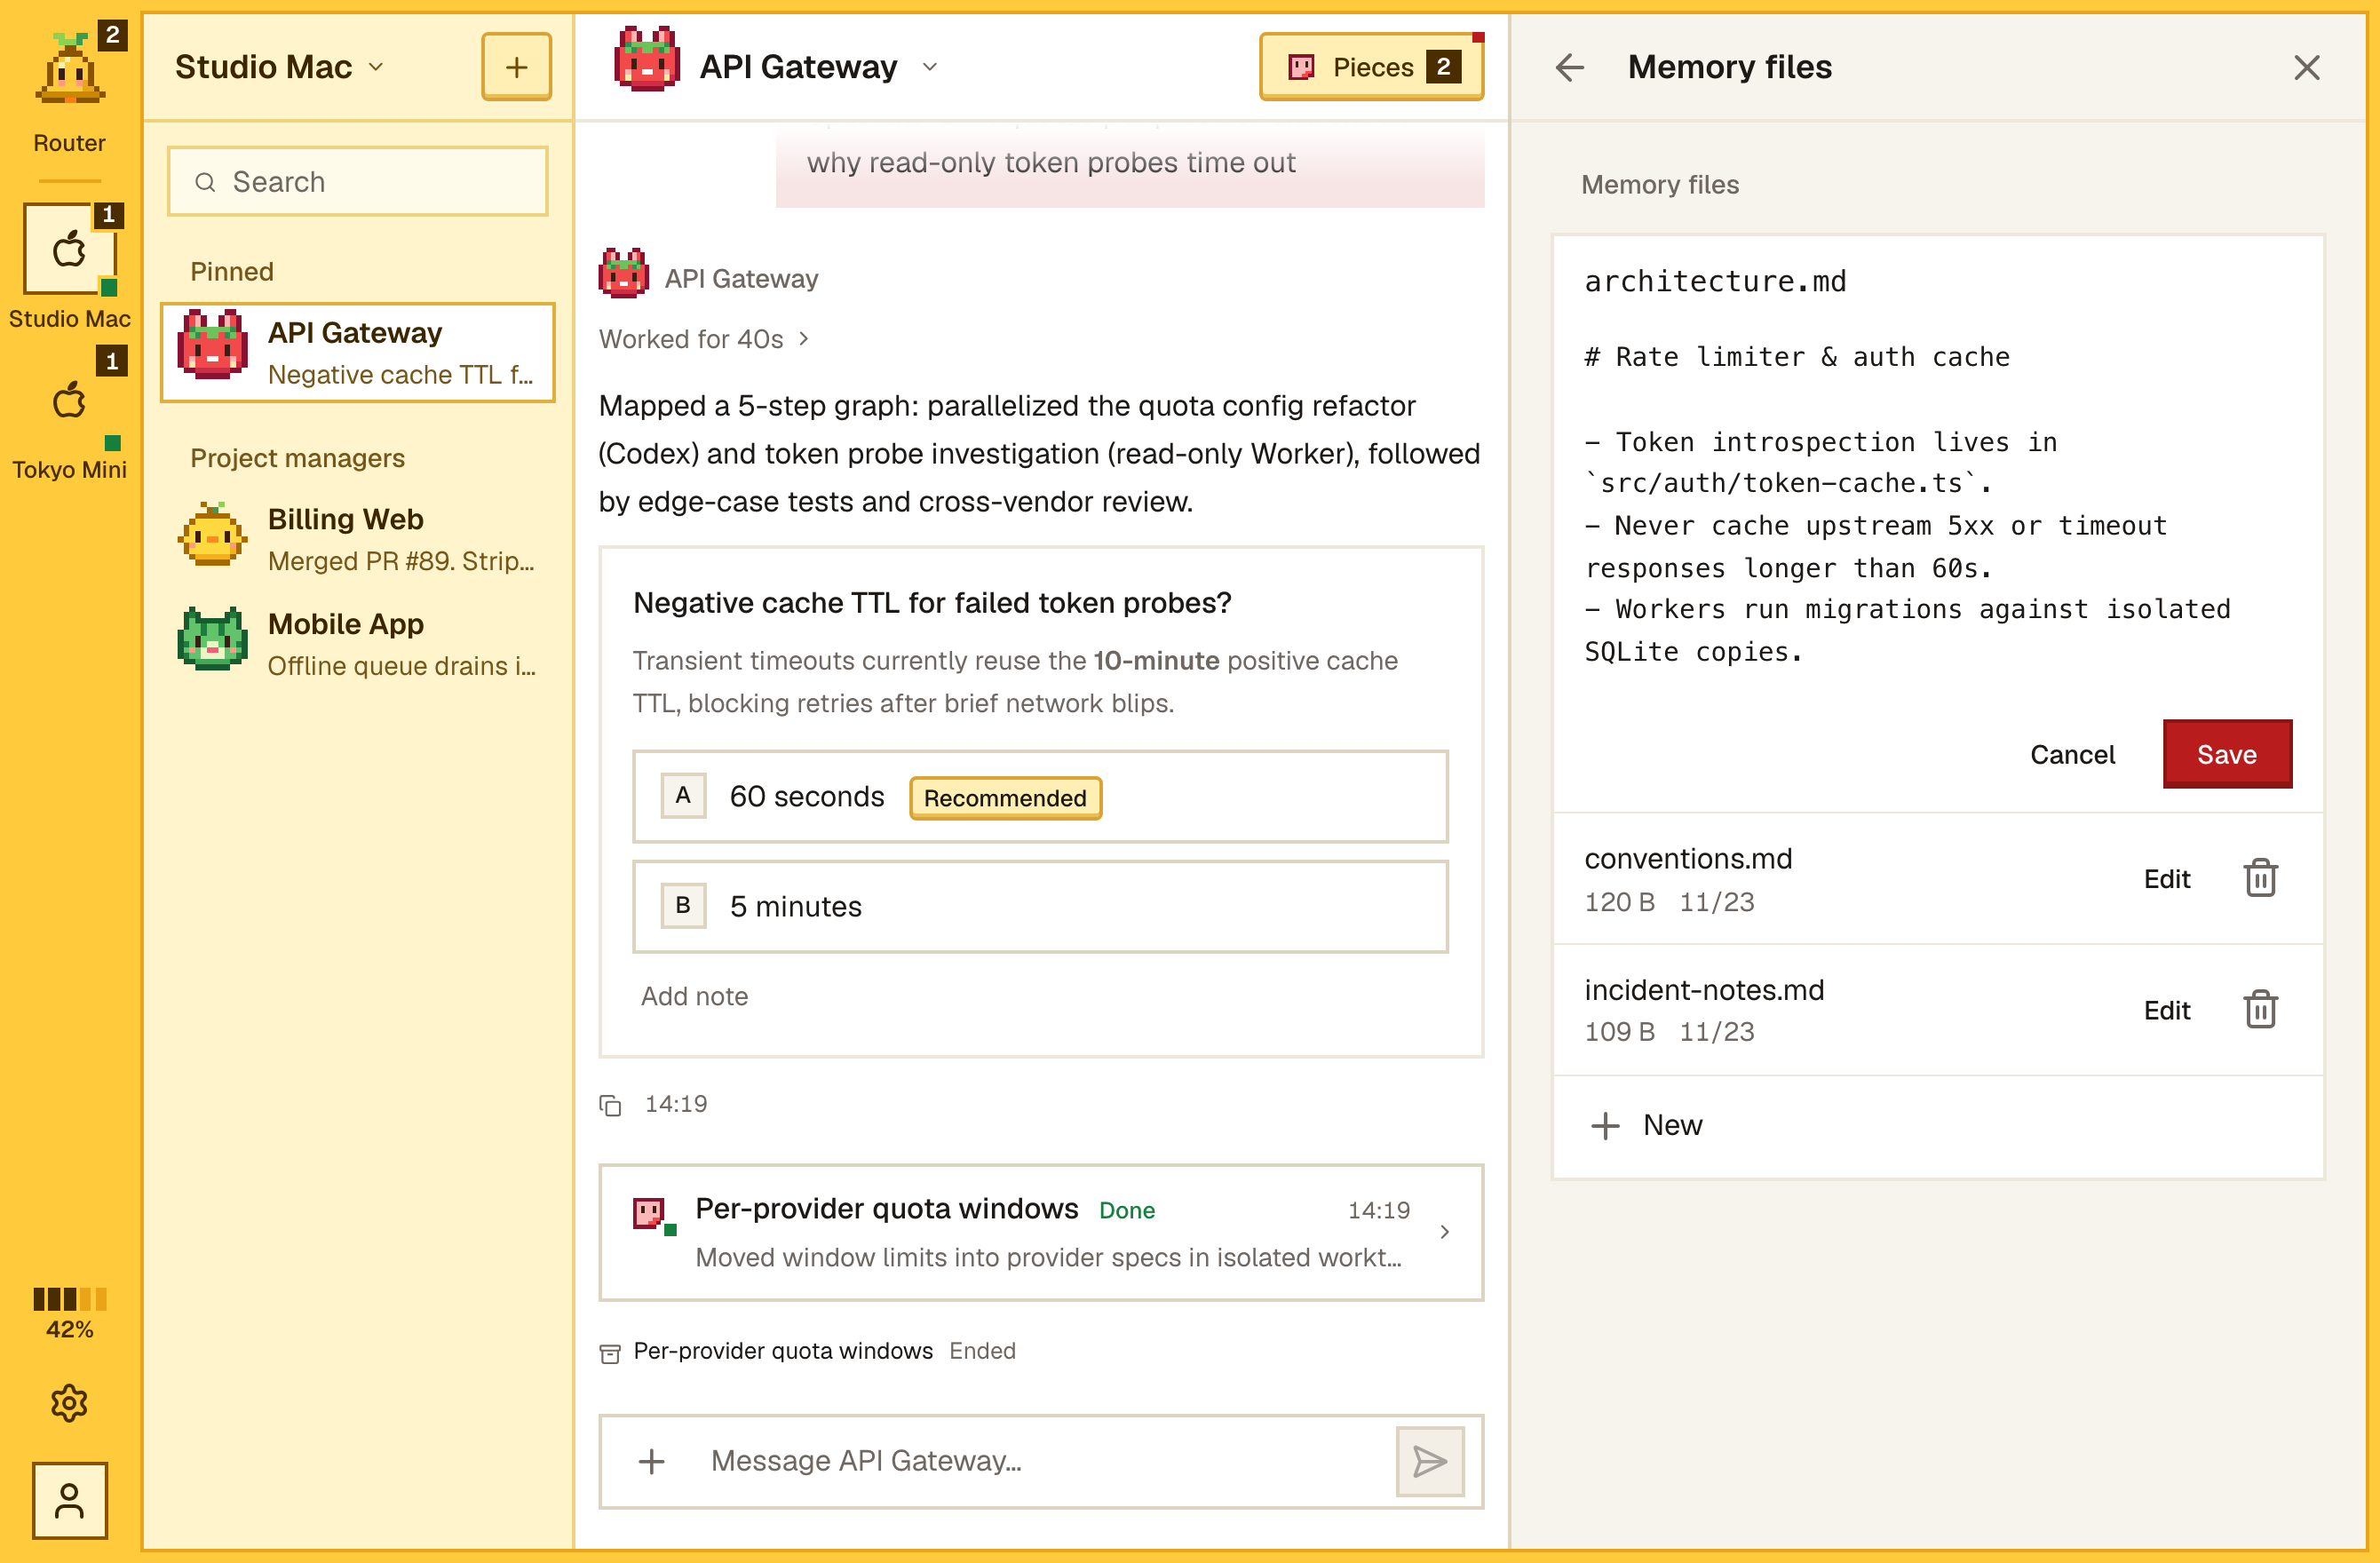 2
Router
1
Studio Mac
1
Tokyo Mini
42%
Studio Mac
Search
Pinned
API Gateway
Negative cache TTL f…
Project managers
Billing Web
Merged PR #89. Strip…
Mobile App
Offline queue drains i…
API Gateway
Pieces 2
why read-only token probes time out
API Gateway
Worked for 40s
Mapped a 5-step graph: parallelized the quota config refactor
(Codex) and token probe investigation (read-only Worker), followed
by edge-case tests and cross-vendor review.
Negative cache TTL for failed token probes?
Transient timeouts currently reuse the 10-minute positive cache
TTL, blocking retries after brief network blips.
A 60 seconds Recommended
B 5 minutes
Add note
14:19
Per-provider quota windows Done 14:19
Moved window limits into provider specs in isolated workt…
Per-provider quota windows Ended
Message API Gateway…
Memory files
Memory files
architecture.md
# Rate limiter & auth cache
- Token introspection lives in
`src/auth/token-cache.ts`.
- Never cache upstream 5xx or timeout
responses longer than 60s.
- Workers run migrations against isolated
SQLite copies.
Cancel Save
conventions.md
120 B 11/23
Edit
incident-notes.md
109 B 11/23
Edit
New